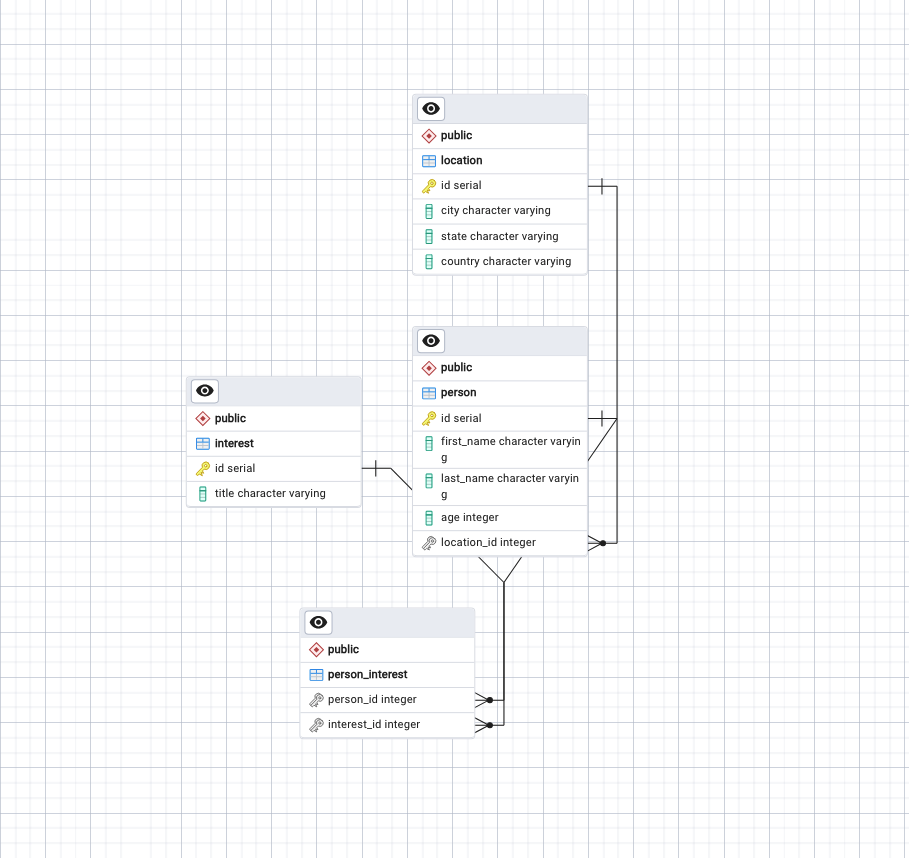 public
location
id serial
city character varying
state character varying
country character varying
public
person
id serial
first_name character varyin
g
last_name character varyin
g
age integer
location_id integer
public
interest
id serial
title character varying
public
person_interest
person_id integer
interest_id integer